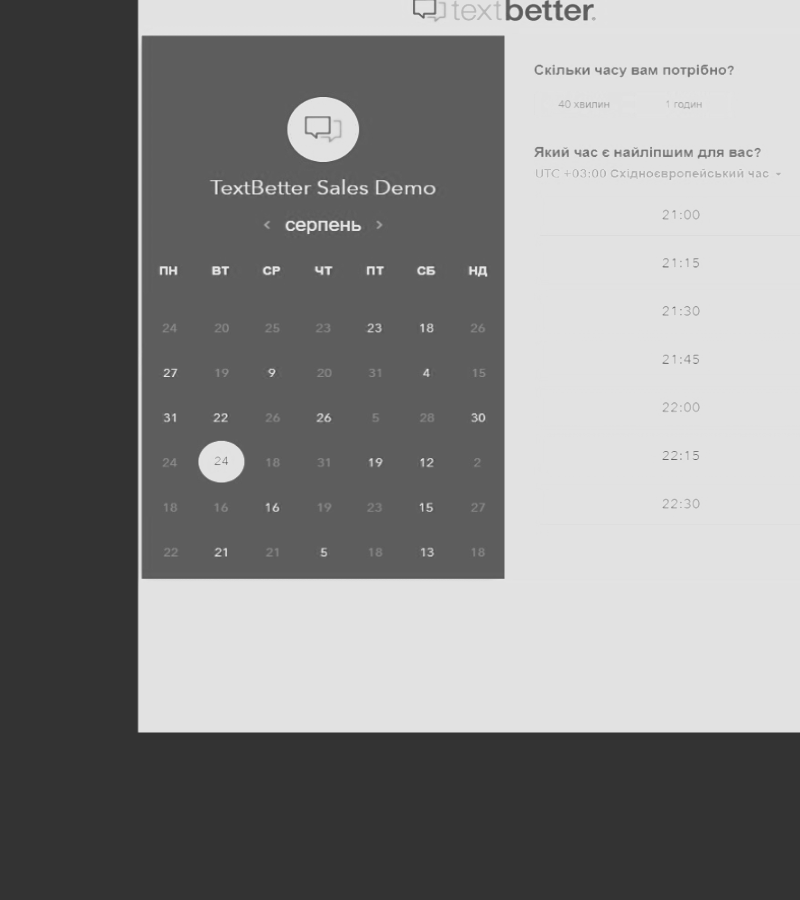 textbetter.
TextBetter Sales Demo
‹ серпень ›
ПН ВТ СР ЧТ ПТ СБ НД
24 20 25 23 23 18 26
27 19 9 20 31 4 15
31 22 26 26 5 28 30
24 24 18 31 19 12 2
18 16 16 19 23 15 27
22 21 21 5 18 13 18
Скільки часу вам потрібно?
40 хвилин 1 годин
Який час є найліпшим для вас?
UTC +03:00 Східноєвропейський час
21:00
21:15
21:30
21:45
22:00
22:15
22:30